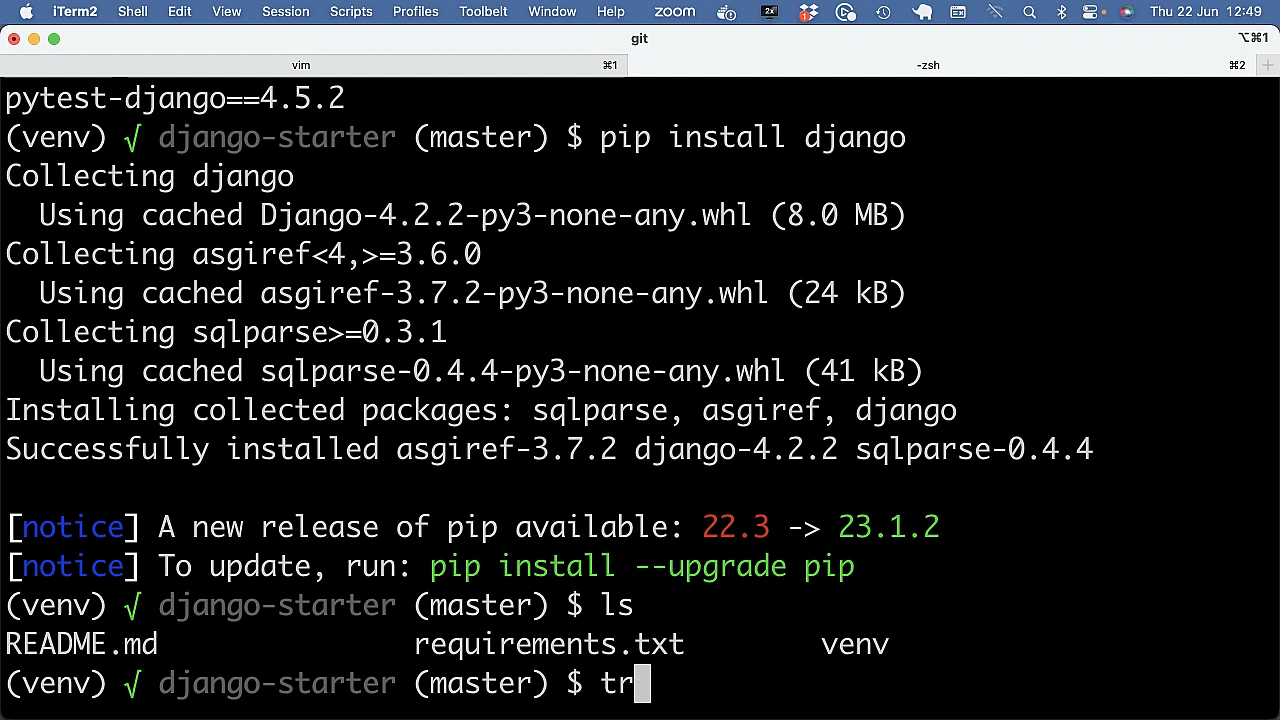 iTerm2 Shell Edit View Session Scripts Profiles Toolbelt Window Help zoom 2x 1 Thu 22 Jun 12:49
git ⌥⌘1
vim ⌘1 -zsh ⌘2 +
pytest-django==4.5.2
(venv) √ django-starter (master) $ pip install django
Collecting django
  Using cached Django-4.2.2-py3-none-any.whl (8.0 MB)
Collecting asgiref<4,>=3.6.0
  Using cached asgiref-3.7.2-py3-none-any.whl (24 kB)
Collecting sqlparse>=0.3.1
  Using cached sqlparse-0.4.4-py3-none-any.whl (41 kB)
Installing collected packages: sqlparse, asgiref, django
Successfully installed asgiref-3.7.2 django-4.2.2 sqlparse-0.4.4
[notice] A new release of pip available: 22.3 -> 23.1.2
[notice] To update, run: pip install --upgrade pip
(venv) √ django-starter (master) $ ls
README.md requirements.txt venv
(venv) √ django-starter (master) $ tr